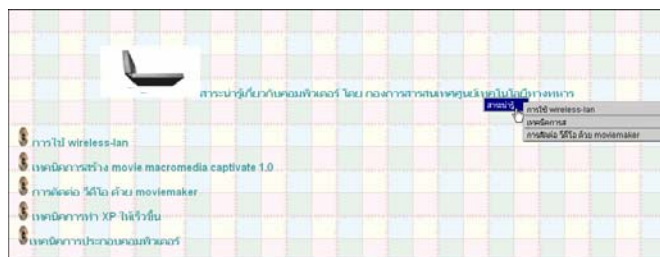 สาระน่ารู้เกี่ยวกับคอมพิวเตอร์ โดย กองการสารสนเทศศูนย์เทคโนโลยีทางทหาร
สาระน่ารู้
การใช้ wireless-lan
เทคนิคการส
การตัดต่อ วีดีโอ ด้วย moviemaker
การใช้ wireless-lan
เทคนิคการสร้าง movie macromedia captivate 1.0
การตัดต่อ วีดีโอ ด้วย moviemaker
เทคนิคการทำ XP ให้เร็วขึ้น
เทคนิคการประกอบคอมพิวเตอร์